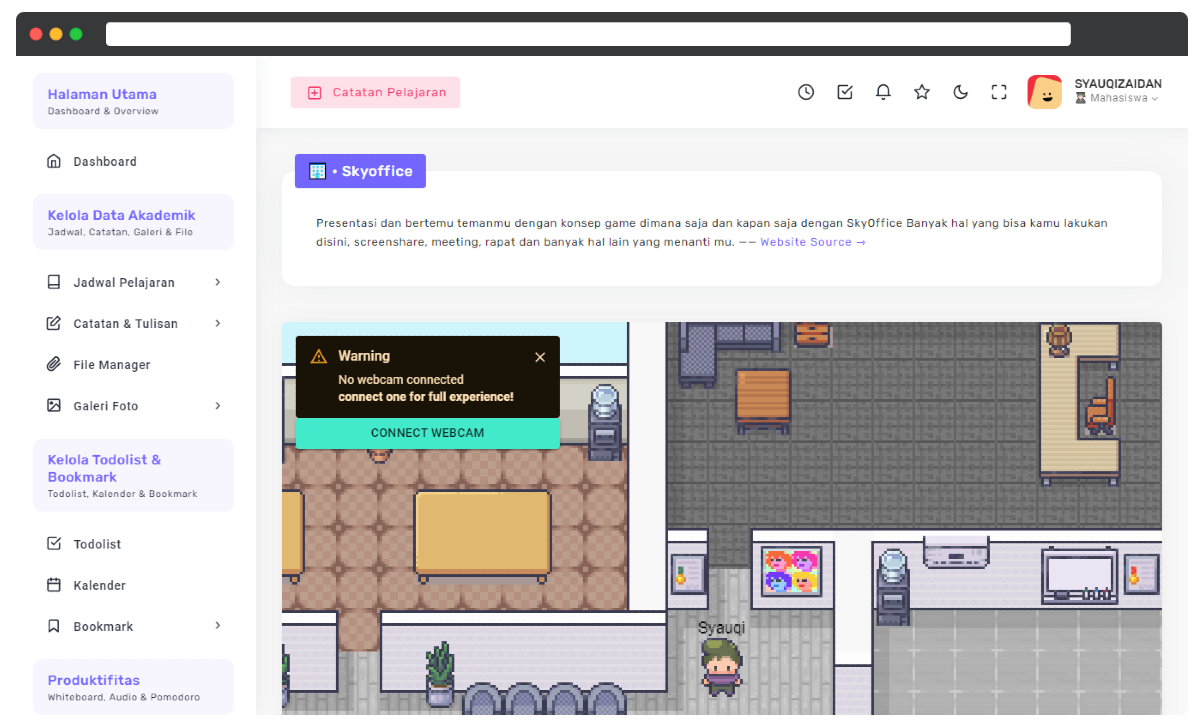 Halaman Utama
Dashboard & Overview
Dashboard
Kelola Data Akademik
Jadwal, Catatan, Galeri & File
Jadwal Pelajaran
Catatan & Tulisan
File Manager
Galeri Foto
Kelola Todolist &
Bookmark
Todolist, Kalender & Bookmark
Todolist
Kalender
Bookmark
Produktifitas
Whiteboard, Audio & Pomodoro
Catatan Pelajaran
SYAUQIZAIDAN
Mahasiswa
• Skyoffice
Presentasi dan bertemu temanmu dengan konsep game dimana saja dan kapan saja dengan SkyOffice Banyak hal yang bisa kamu lakukan
disini, screenshare, meeting, rapat dan banyak hal lain yang menanti mu. —— Website Source →
Warning
No webcam connected
connect one for full experience!
CONNECT WEBCAM
Syauqi